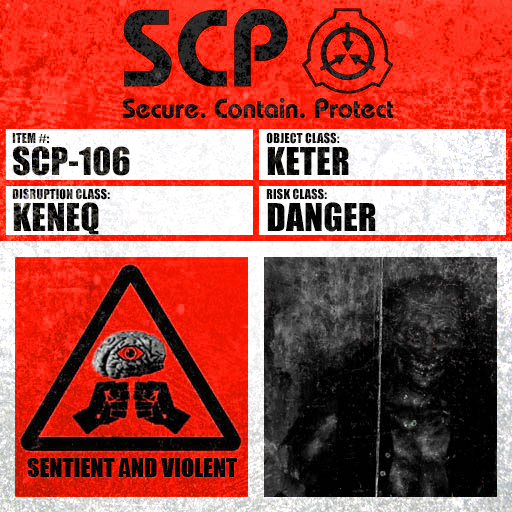 SCP
Secure. Contain. Protect
ITEM #:
SCP-106
OBJECT CLASS:
KETER
DISRUPTION CLASS:
KENEQ
RISK CLASS:
DANGER
SENTIENT AND VIOLENT